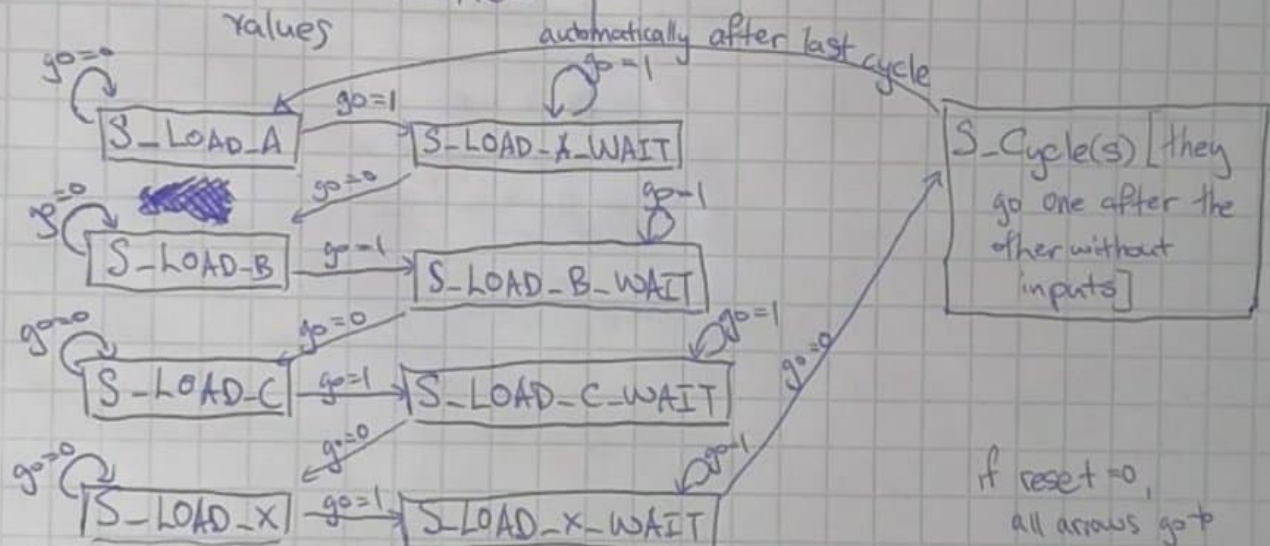 values
automatically after last cycle
go=0
go=1
go=1
S_LOAD_A
S_LOAD_A_WAIT
S_Cycle(s) [they
go one after the
other without
inputs]
go=0
go=0
go=1
S_LOAD_B
go=1
S_LOAD_B_WAIT
go=0
go=0
go=1
S_LOAD_C
go=1
S_LOAD_C_WAIT
go=0
go=0
go=0
go=1
S_LOAD_X
go=1
S_LOAD_X_WAIT
if reset=0,
all arrows go to